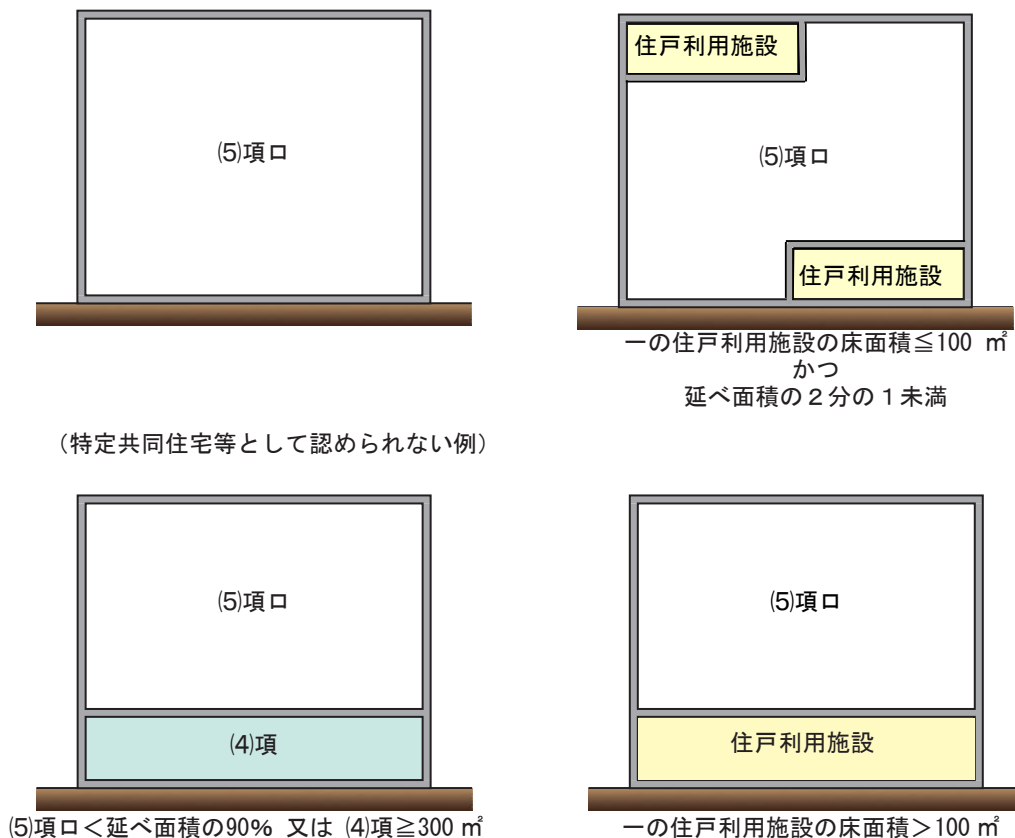 ⑸項ロ
住戸利用施設
⑸項ロ
住戸利用施設
一の住戸利用施設の床面積≦100 ㎡
かつ
延べ面積の２分の１未満
（特定共同住宅等として認められない例）
⑸項ロ
⑷項
⑸項ロ＜延べ面積の90% 又は ⑷項≧300㎡
⑸項ロ
住戸利用施設
一の住戸利用施設の床面積＞100 ㎡